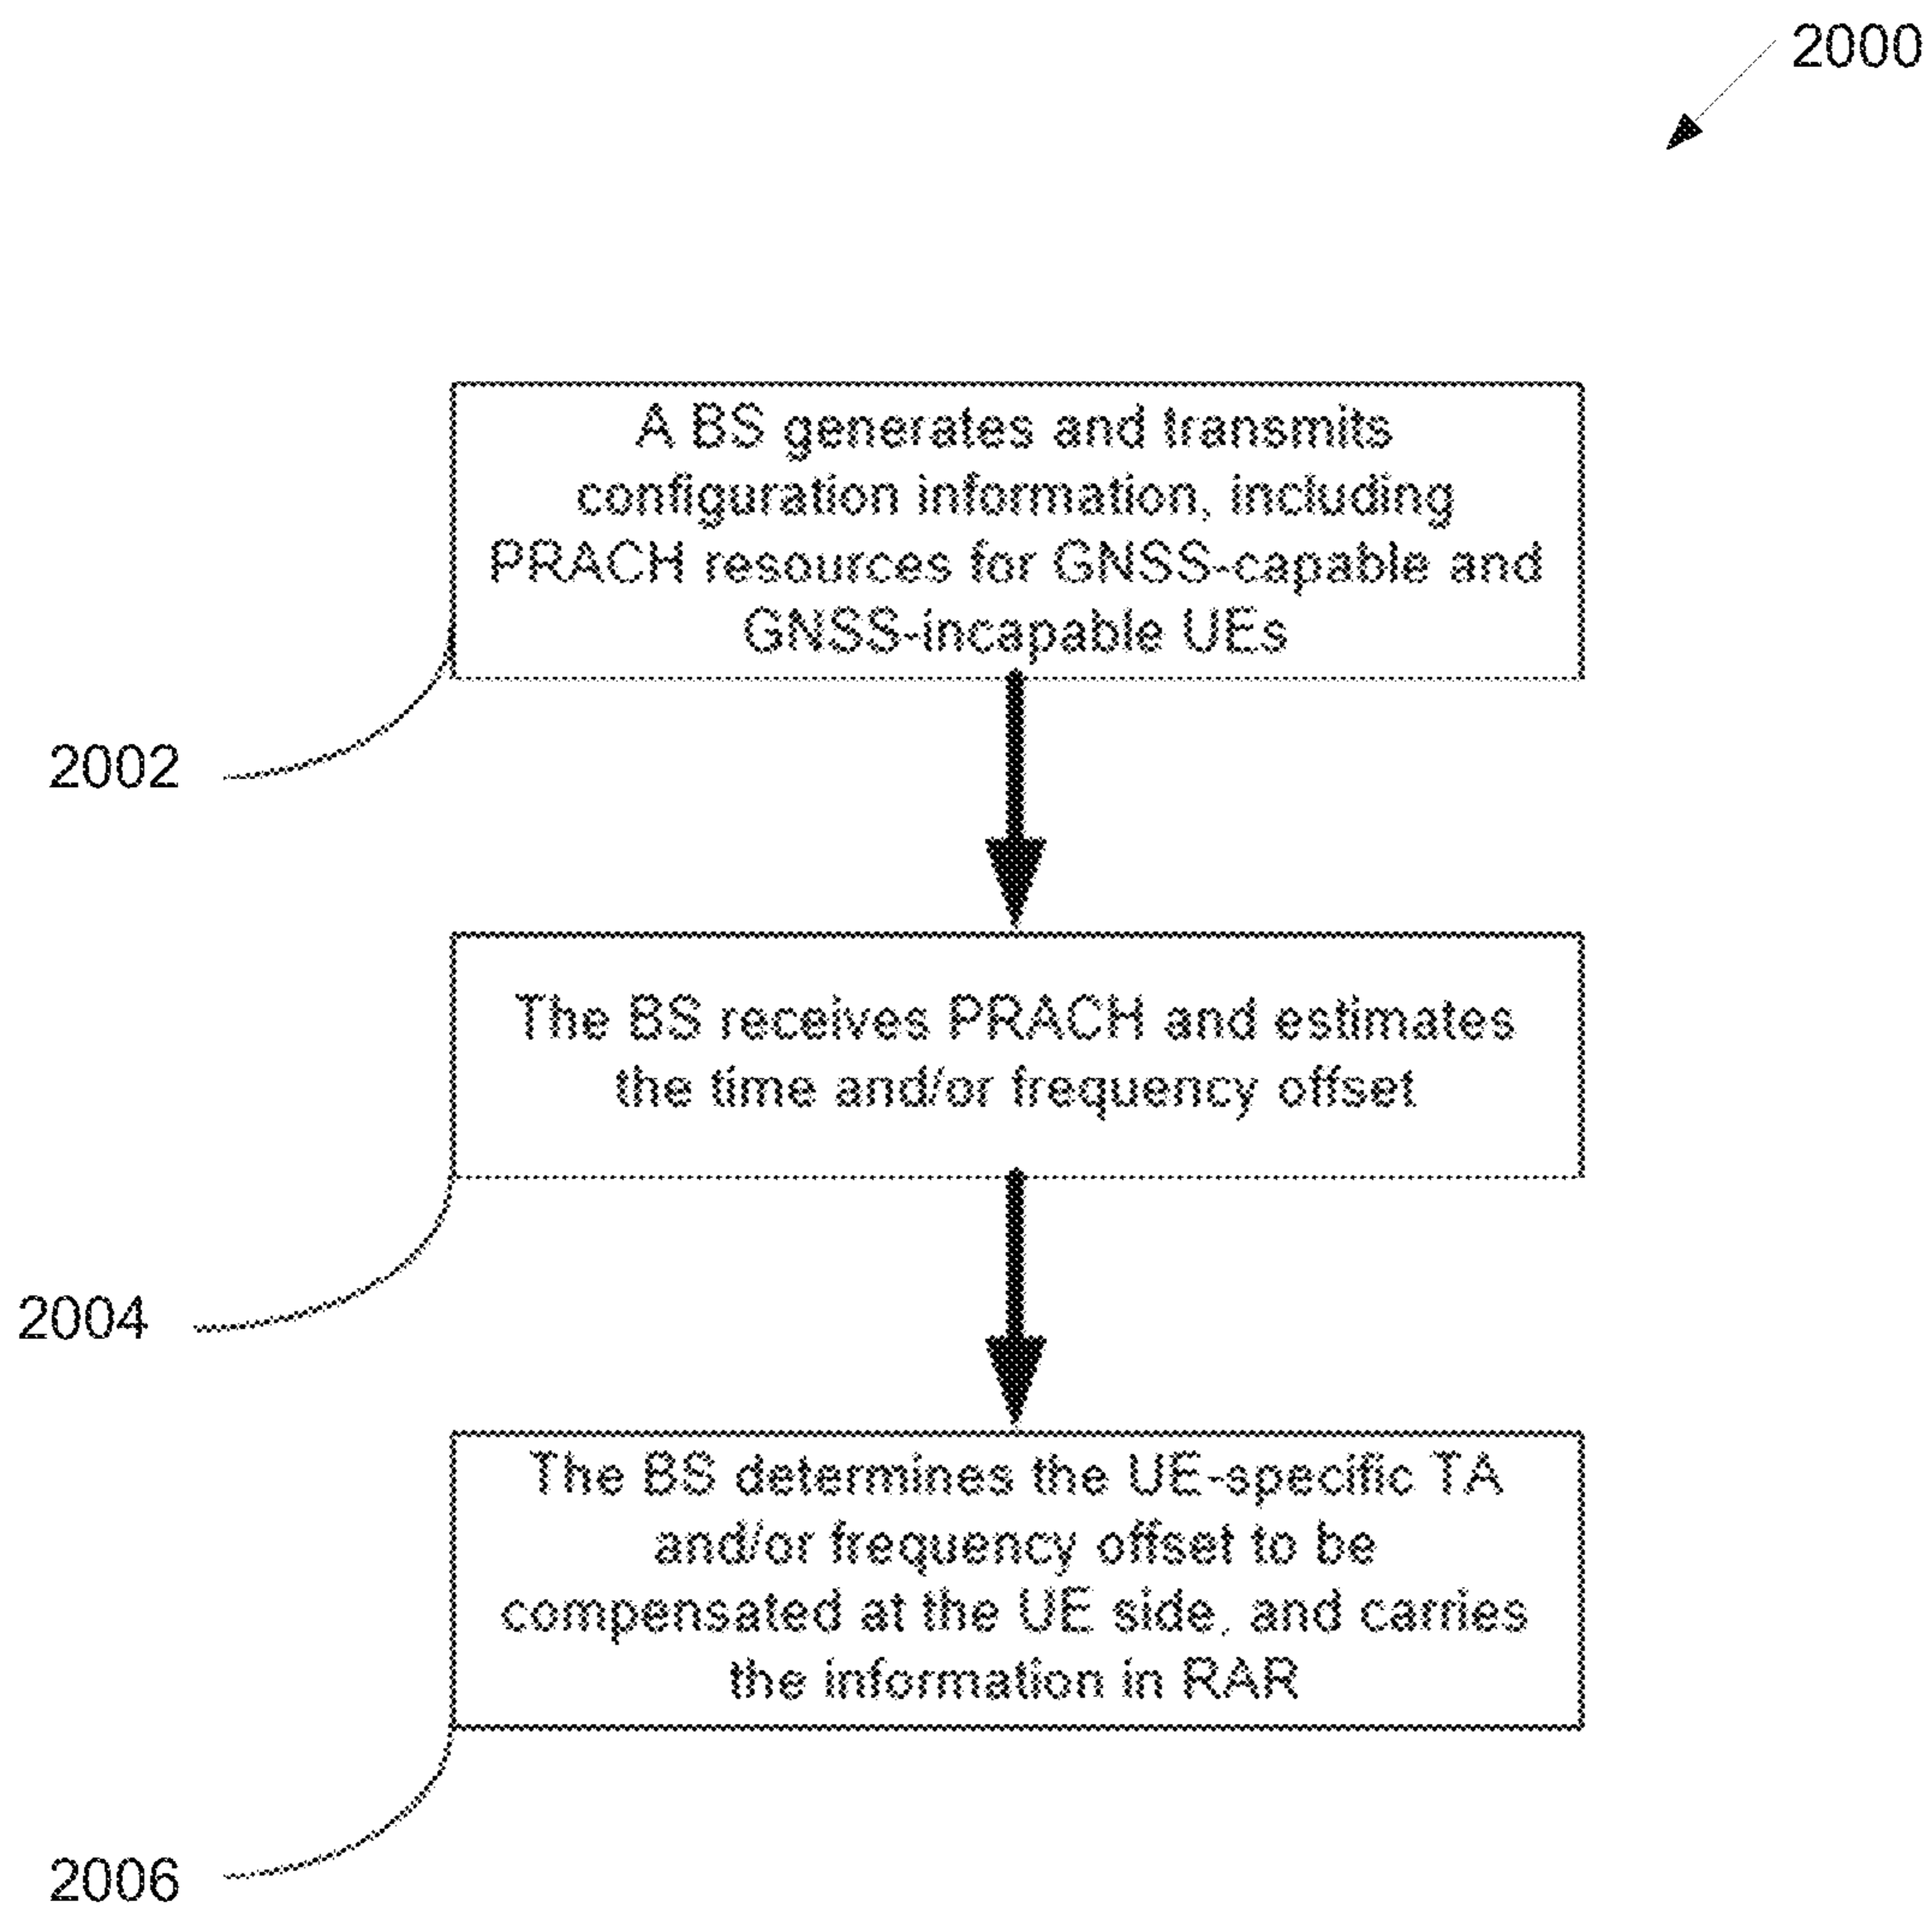 2000
A BS generates and transmits
configuration information, including
PRACH resources for GNSS-capable and
GNSS-incapable UEs
2002
The BS receives PRACH and estimates
the time and/or frequency offset
2004
The BS determines the UE-specific TA
and/or frequency offset to be
compensated at the UE side, and carries
the information in RAR
2006